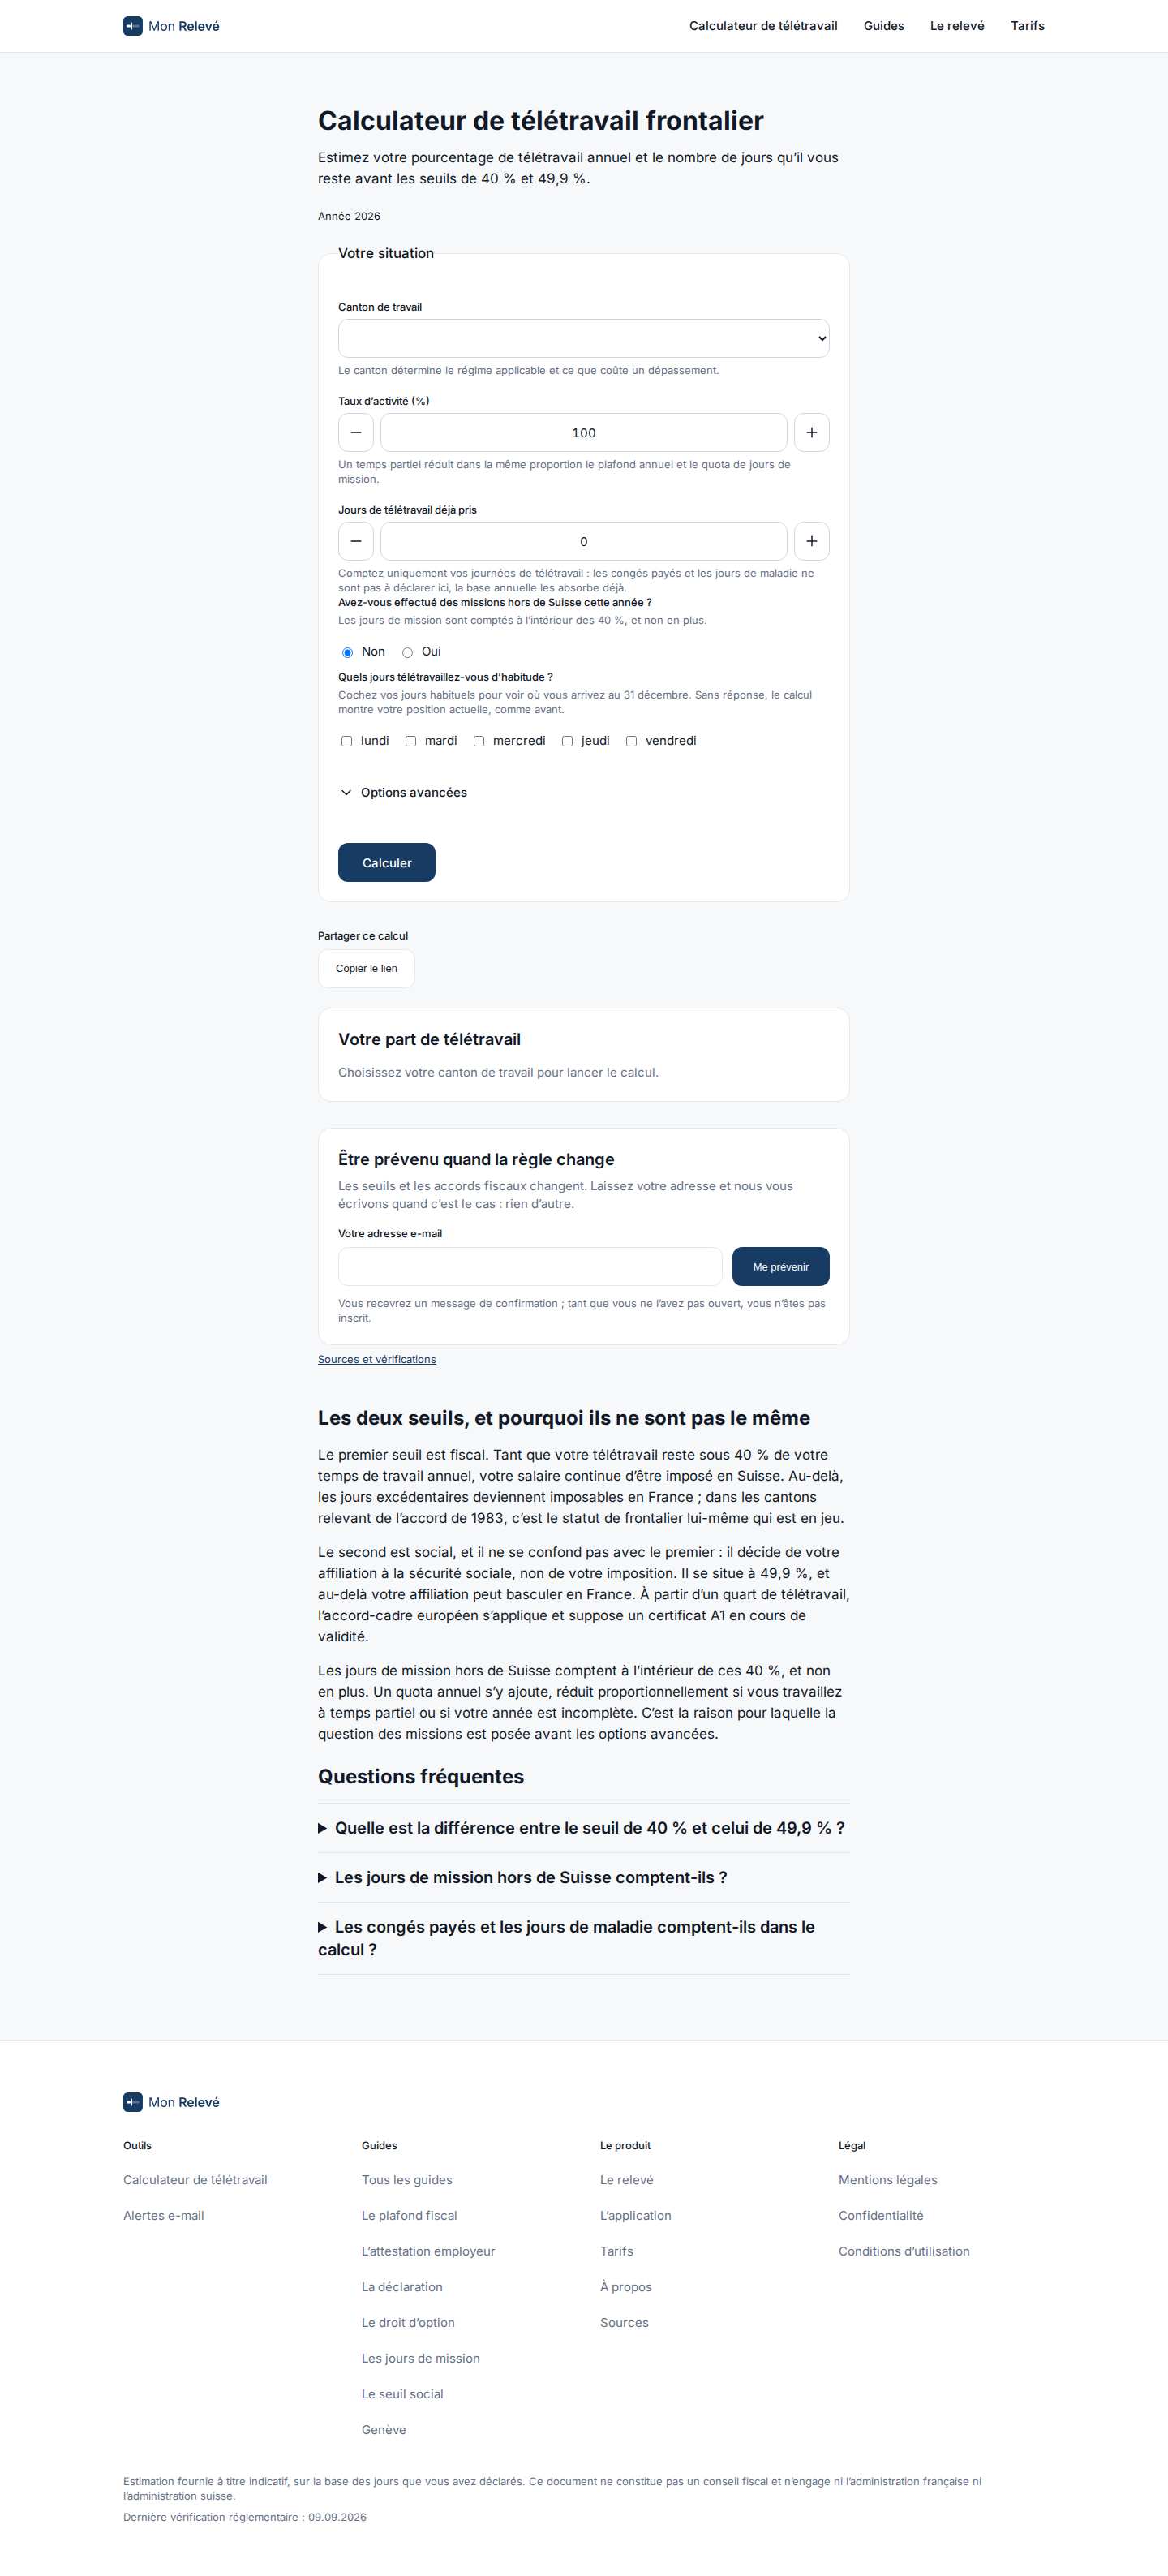 Mon Relevé
Calculateur de télétravail
Guides
Le relevé
Tarifs
Calculateur de télétravail frontalier
Estimez votre pourcentage de télétravail annuel et le nombre de jours qu’il vous
reste avant les seuils de 40 % et 49,9 %.
Année 2026
Votre situation
Canton de travail
Le canton détermine le régime applicable et ce que coûte un dépassement.
Taux d’activité (%)
100
Un temps partiel réduit dans la même proportion le plafond annuel et le quota de jours de
mission.
Jours de télétravail déjà pris
0
Comptez uniquement vos journées de télétravail : les congés payés et les jours de maladie ne
sont pas à déclarer ici, la base annuelle les absorbe déjà.
Avez-vous effectué des missions hors de Suisse cette année ?
Les jours de mission sont comptés à l’intérieur des 40 %, et non en plus.
Non
Oui
Quels jours télétravaillez-vous d’habitude ?
Cochez vos jours habituels pour voir où vous arrivez au 31 décembre. Sans réponse, le calcul
montre votre position actuelle, comme avant.
lundi
mardi
mercredi
jeudi
vendredi
Options avancées
Calculer
Partager ce calcul
Copier le lien
Votre part de télétravail
Choisissez votre canton de travail pour lancer le calcul.
Être prévenu quand la règle change
Les seuils et les accords fiscaux changent. Laissez votre adresse et nous vous
écrivons quand c’est le cas : rien d’autre.
Votre adresse e-mail
Me prévenir
Vous recevrez un message de confirmation ; tant que vous ne l’avez pas ouvert, vous n’êtes pas
inscrit.
Sources et vérifications
Les deux seuils, et pourquoi ils ne sont pas le même
Le premier seuil est fiscal. Tant que votre télétravail reste sous 40 % de votre
temps de travail annuel, votre salaire continue d’être imposé en Suisse. Au-delà,
les jours excédentaires deviennent imposables en France ; dans les cantons
relevant de l’accord de 1983, c’est le statut de frontalier lui-même qui est en jeu.
Le second est social, et il ne se confond pas avec le premier : il décide de votre
affiliation à la sécurité sociale, non de votre imposition. Il se situe à 49,9 %, et
au-delà votre affiliation peut basculer en France. À partir d’un quart de télétravail,
l’accord-cadre européen s’applique et suppose un certificat A1 en cours de
validité.
Les jours de mission hors de Suisse comptent à l’intérieur de ces 40 %, et non
en plus. Un quota annuel s’y ajoute, réduit proportionnellement si vous travaillez
à temps partiel ou si votre année est incomplète. C’est la raison pour laquelle la
question des missions est posée avant les options avancées.
Questions fréquentes
Quelle est la différence entre le seuil de 40 % et celui de 49,9 % ?
Les jours de mission hors de Suisse comptent-ils ?
Les congés payés et les jours de maladie comptent-ils dans le
calcul ?
Mon Relevé
Outils
Calculateur de télétravail
Alertes e-mail
Guides
Tous les guides
Le plafond fiscal
L’attestation employeur
La déclaration
Le droit d’option
Les jours de mission
Le seuil social
Genève
Le produit
Le relevé
L’application
Tarifs
À propos
Sources
Légal
Mentions légales
Confidentialité
Conditions d’utilisation
Estimation fournie à titre indicatif, sur la base des jours que vous avez déclarés. Ce document ne constitue pas un conseil fiscal et n’engage ni l’administration française ni
l’administration suisse.
Dernière vérification réglementaire : 09.09.2026